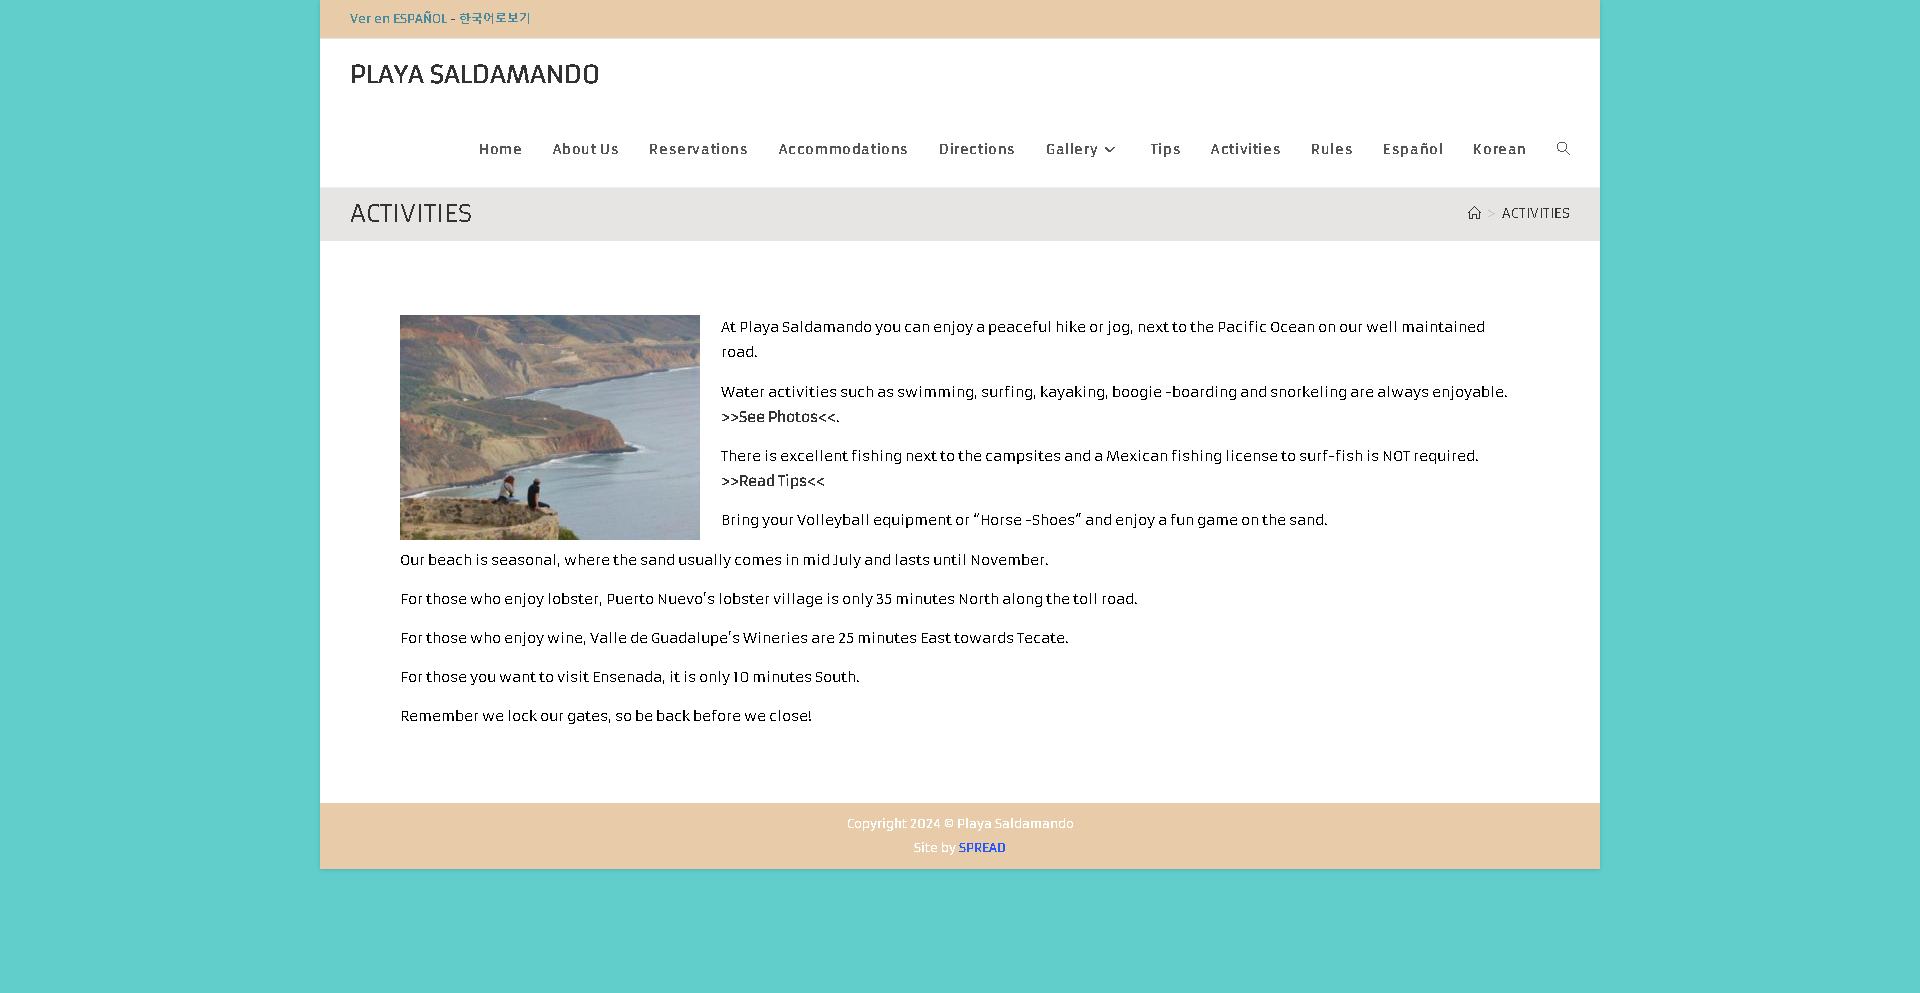 Ver en ESPAÑOL - 한국어로보기
PLAYA SALDAMANDO
Home About Us Reservations Accommodations Directions Gallery Tips Activities Rules Español Korean
ACTIVITIES
> ACTIVITIES
At Playa Saldamando you can enjoy a peaceful hike or jog, next to the Pacific Ocean on our well maintained
road.
Water activities such as swimming, surfing, kayaking, boogie -boarding and snorkeling are always enjoyable.
>>See Photos<<.
There is excellent fishing next to the campsites and a Mexican fishing license to surf-fish is NOT required.
>>Read Tips<<
Bring your Volleyball equipment or “Horse -Shoes” and enjoy a fun game on the sand.
Our beach is seasonal, where the sand usually comes in mid July and lasts until November.
For those who enjoy lobster, Puerto Nuevo’s lobster village is only 35 minutes North along the toll road.
For those who enjoy wine, Valle de Guadalupe’s Wineries are 25 minutes East towards Tecate.
For those you want to visit Ensenada, it is only 10 minutes South.
Remember we lock our gates, so be back before we close!
Copyright 2024 © Playa Saldamando
Site by SPREAD